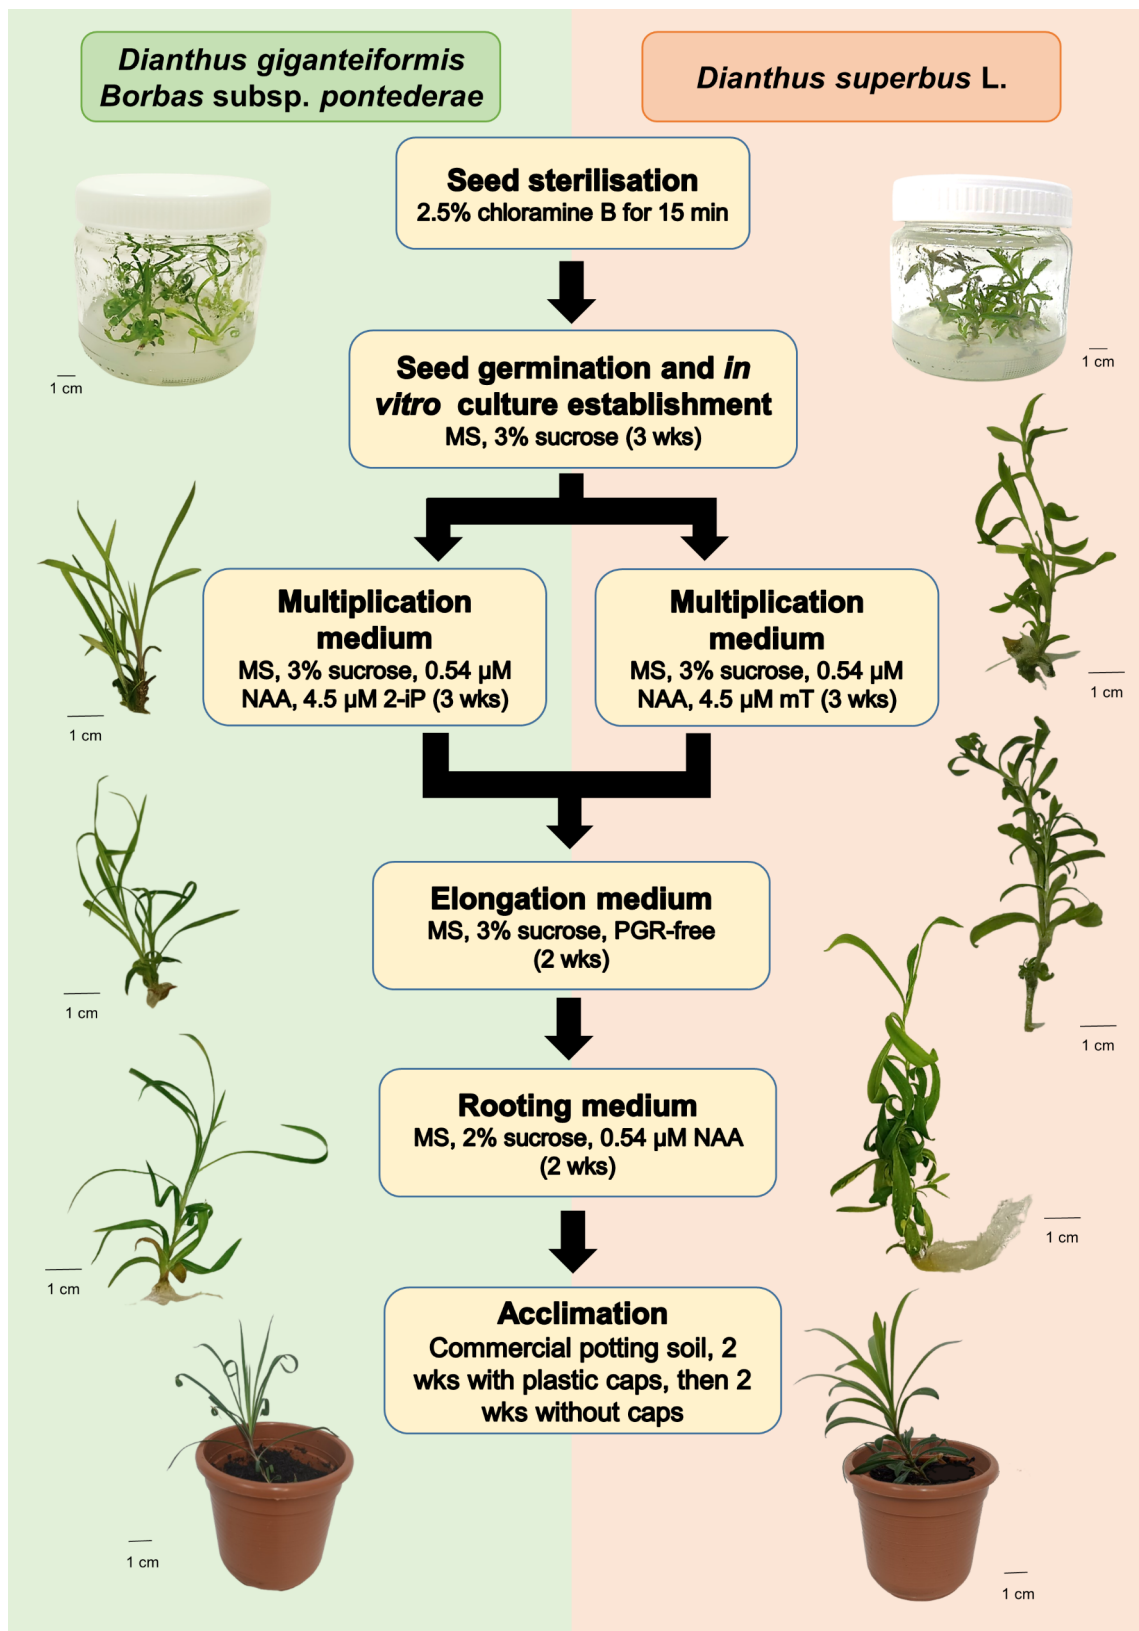 Dianthus giganteiformis
Borbas subsp. pontederae
Dianthus superbus L.
Seed sterilisation
2.5% chloramine B for 15 min
1 cm
1 cm
Seed germination and in
vitro culture establishment
MS, 3% sucrose (3 wks)
Multiplication
medium
MS, 3% sucrose, 0.54 µM
NAA, 4.5 µM 2-iP (3 wks)
Multiplication
medium
MS, 3% sucrose, 0.54 µM
NAA, 4.5 µM mT (3 wks)
1 cm
1 cm
Elongation medium
MS, 3% sucrose, PGR-free
(2 wks)
1 cm
1 cm
Rooting medium
MS, 2% sucrose, 0.54 µM NAA
(2 wks)
1 cm
1 cm
Acclimation
Commercial potting soil, 2
wks with plastic caps, then 2
wks without caps
1 cm
1 cm